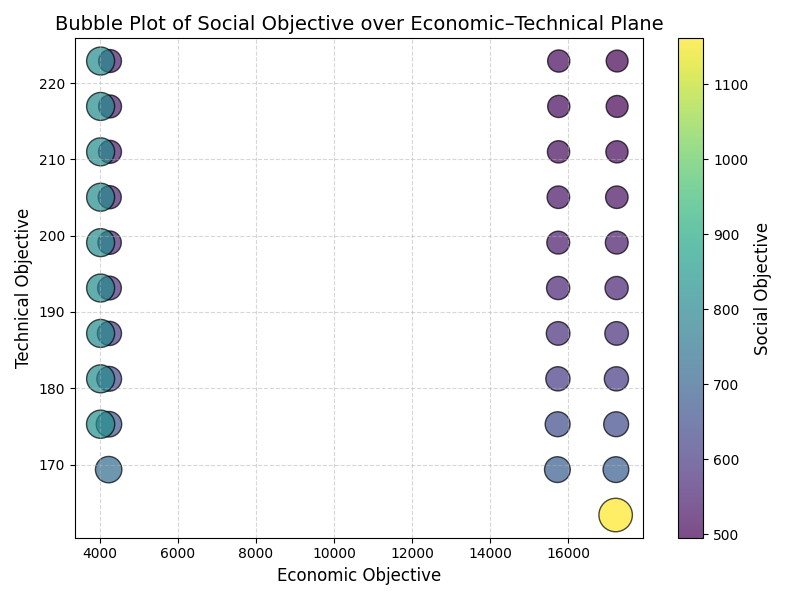 Bubble Plot of Social Objective over Economic–Technical Plane
220
210
200
190
180
170
Technical Objective
4000 6000 8000 10000 12000 14000 16000
Economic Objective
1100
1000
900
800
700
600
500
Social Objective